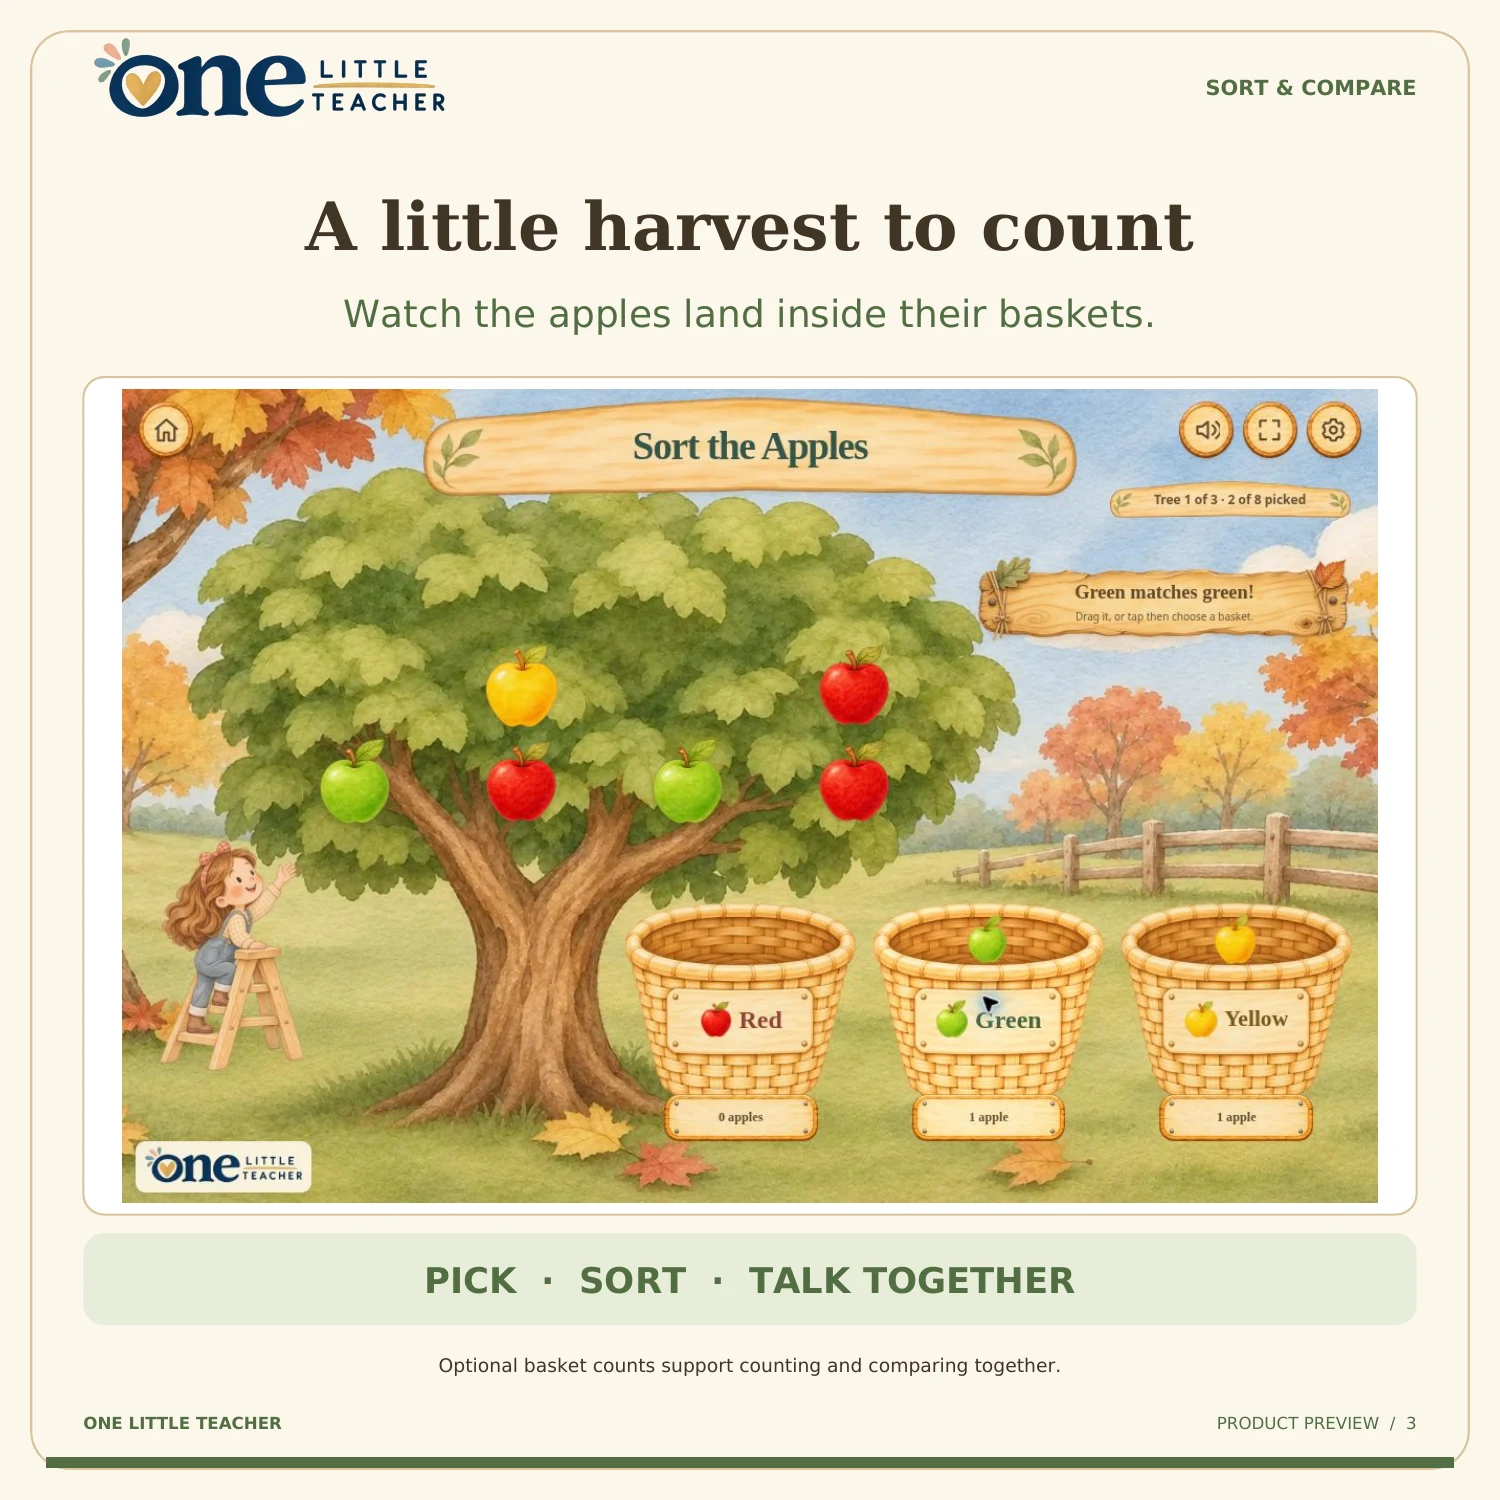 one LITTLE TEACHER
SORT & COMPARE
A little harvest to count
Watch the apples land inside their baskets.
Sort the Apples
Tree 1 of 3 · 2 of 8 picked
Green matches green!
Drag it, or tap then choose a basket.
Red
Green
Yellow
0 apples
1 apple
1 apple
one LITTLE TEACHER
PICK · SORT · TALK TOGETHER
Optional basket counts support counting and comparing together.
ONE LITTLE TEACHER
PRODUCT PREVIEW / 3